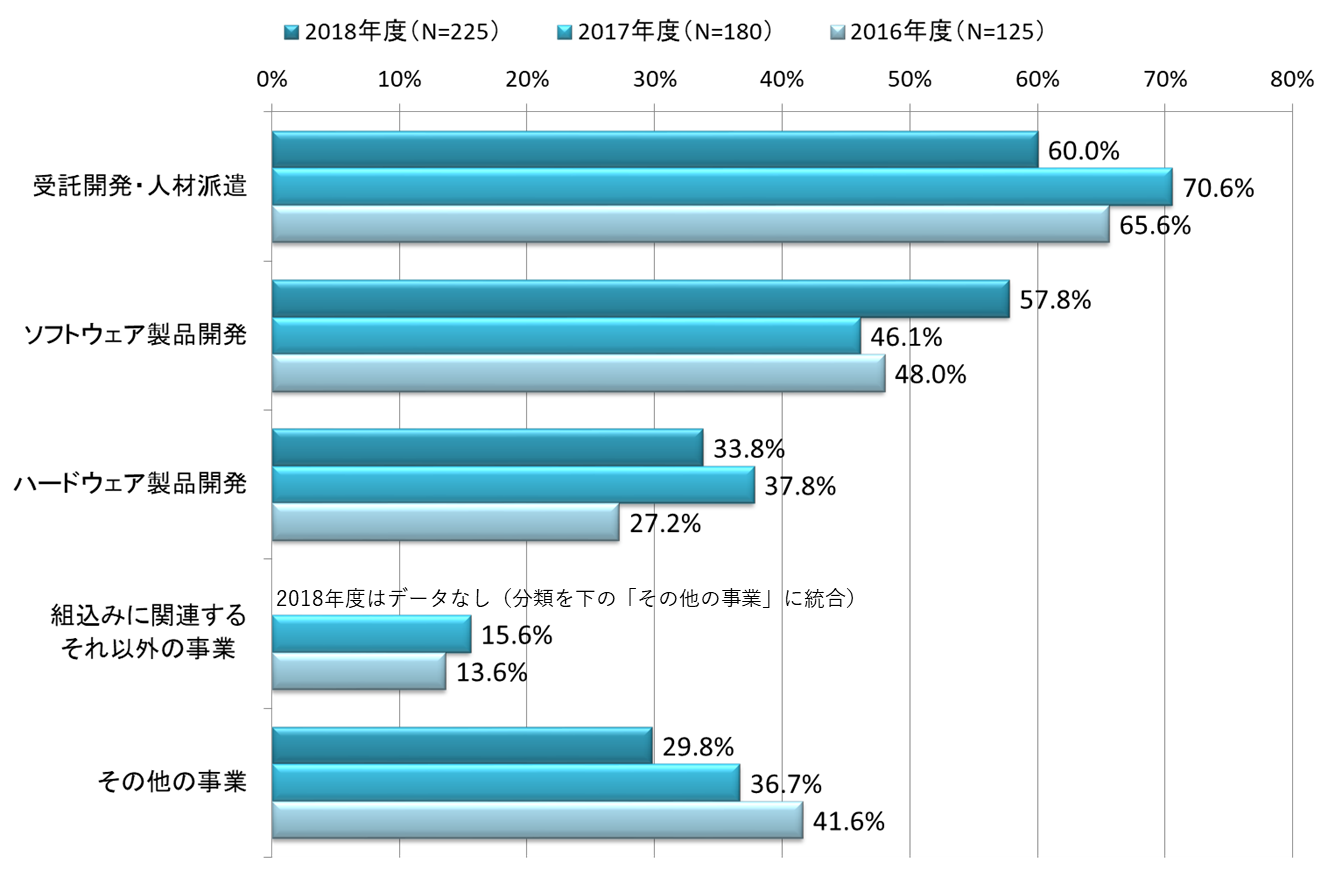 2018年度（N=225） 2017年度（N=180） 2016年度（N=125）
0% 10% 20% 30% 40% 50% 60% 70% 80%
受託開発・人材派遣
60.0%
70.6%
65.6%
ソフトウェア製品開発
57.8%
46.1%
48.0%
ハードウェア製品開発
33.8%
37.8%
27.2%
組込みに関連する
それ以外の事業
2018年度はデータなし（分類を下の「その他の事業」に統合）
15.6%
13.6%
その他の事業
29.8%
36.7%
41.6%